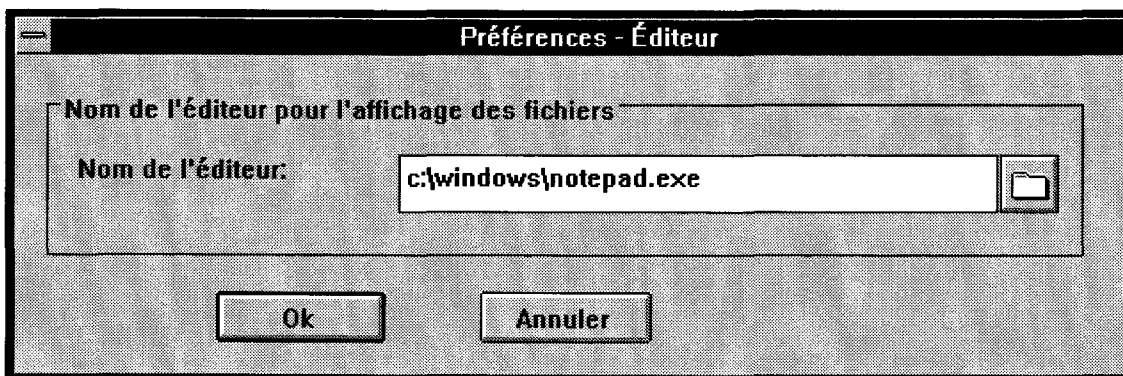 Préférences - Éditeur
Nom de l'éditeur pour l'affichage des fichiers
Nom de l'éditeur:
c:\windows\notepad.exe
Ok
Annuler